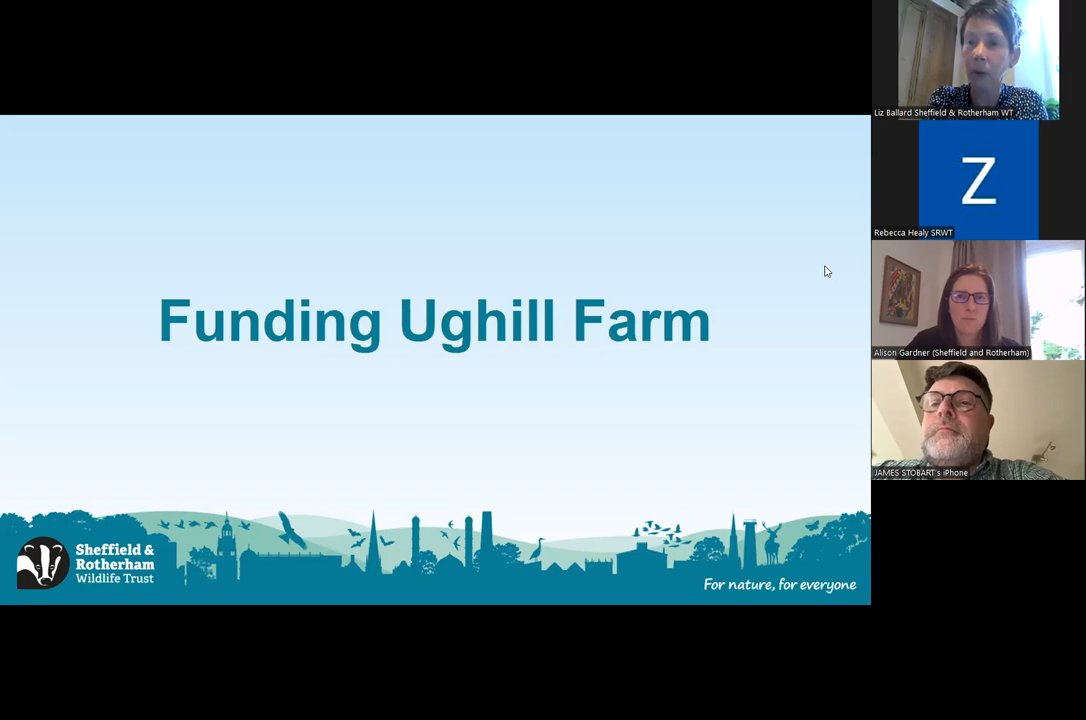 Funding Ughill Farm
Sheffield &
Rotherham
Wildlife Trust
For nature, for everyone
Liz Ballard Sheffield & Rotherham WT
Z
Rebecca Healy SRWT
Alison Gardner (Sheffield and Rotherham)
JAMES STOBART's iPhone